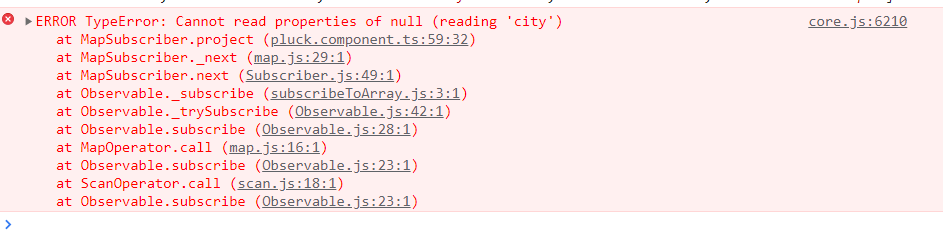 ERROR TypeError: Cannot read properties of null (reading 'city') core.js:6210
at MapSubscriber.project (pluck.component.ts:59:32)
at MapSubscriber._next (map.js:29:1)
at MapSubscriber.next (Subscriber.js:49:1)
at Observable._subscribe (subscribeToArray.js:3:1)
at Observable._trySubscribe (Observable.js:42:1)
at Observable.subscribe (Observable.js:28:1)
at MapOperator.call (map.js:16:1)
at Observable.subscribe (Observable.js:23:1)
at ScanOperator.call (scan.js:18:1)
at Observable.subscribe (Observable.js:23:1)